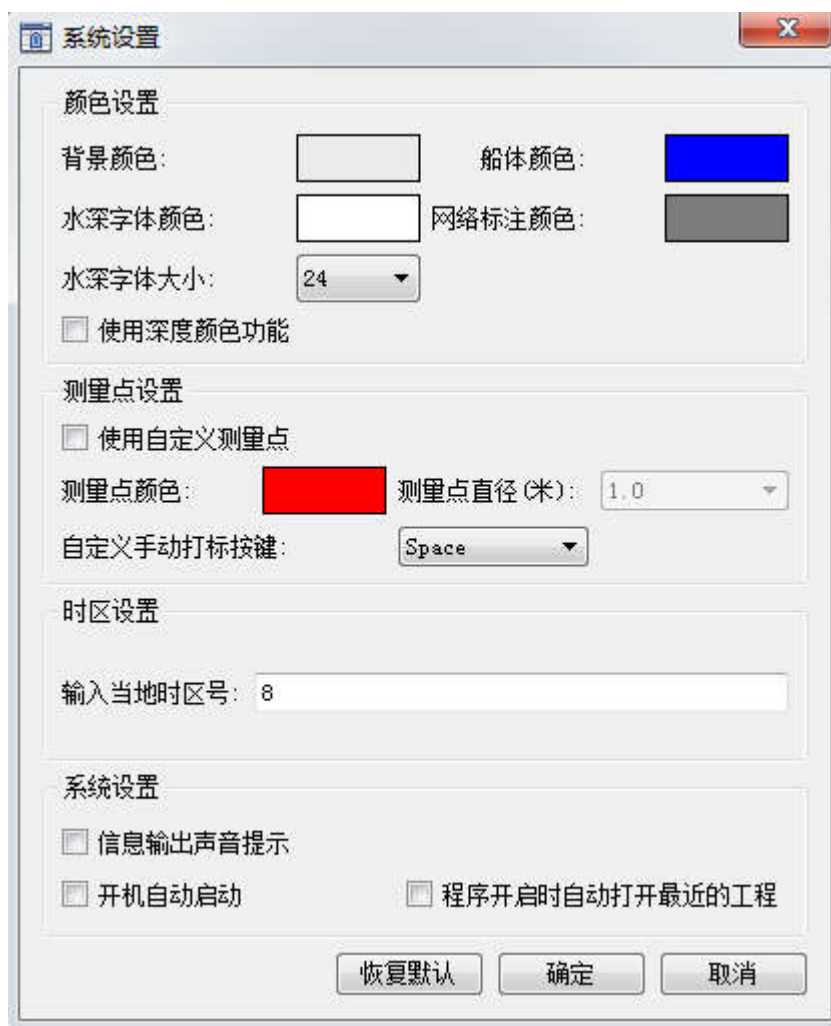 系统设置
颜色设置
背景颜色: 船体颜色:
水深字体颜色: 网络标注颜色:
水深字体大小: 24
使用深度颜色功能
测量点设置
使用自定义测量点
测量点颜色: 测量点直径(米): 1.0
自定义手动打标按键: Space
时区设置
输入当地时区号: 8
系统设置
信息输出声音提示
开机自动启动 程序开启时自动打开最近的工程
恢复默认 确定 取消